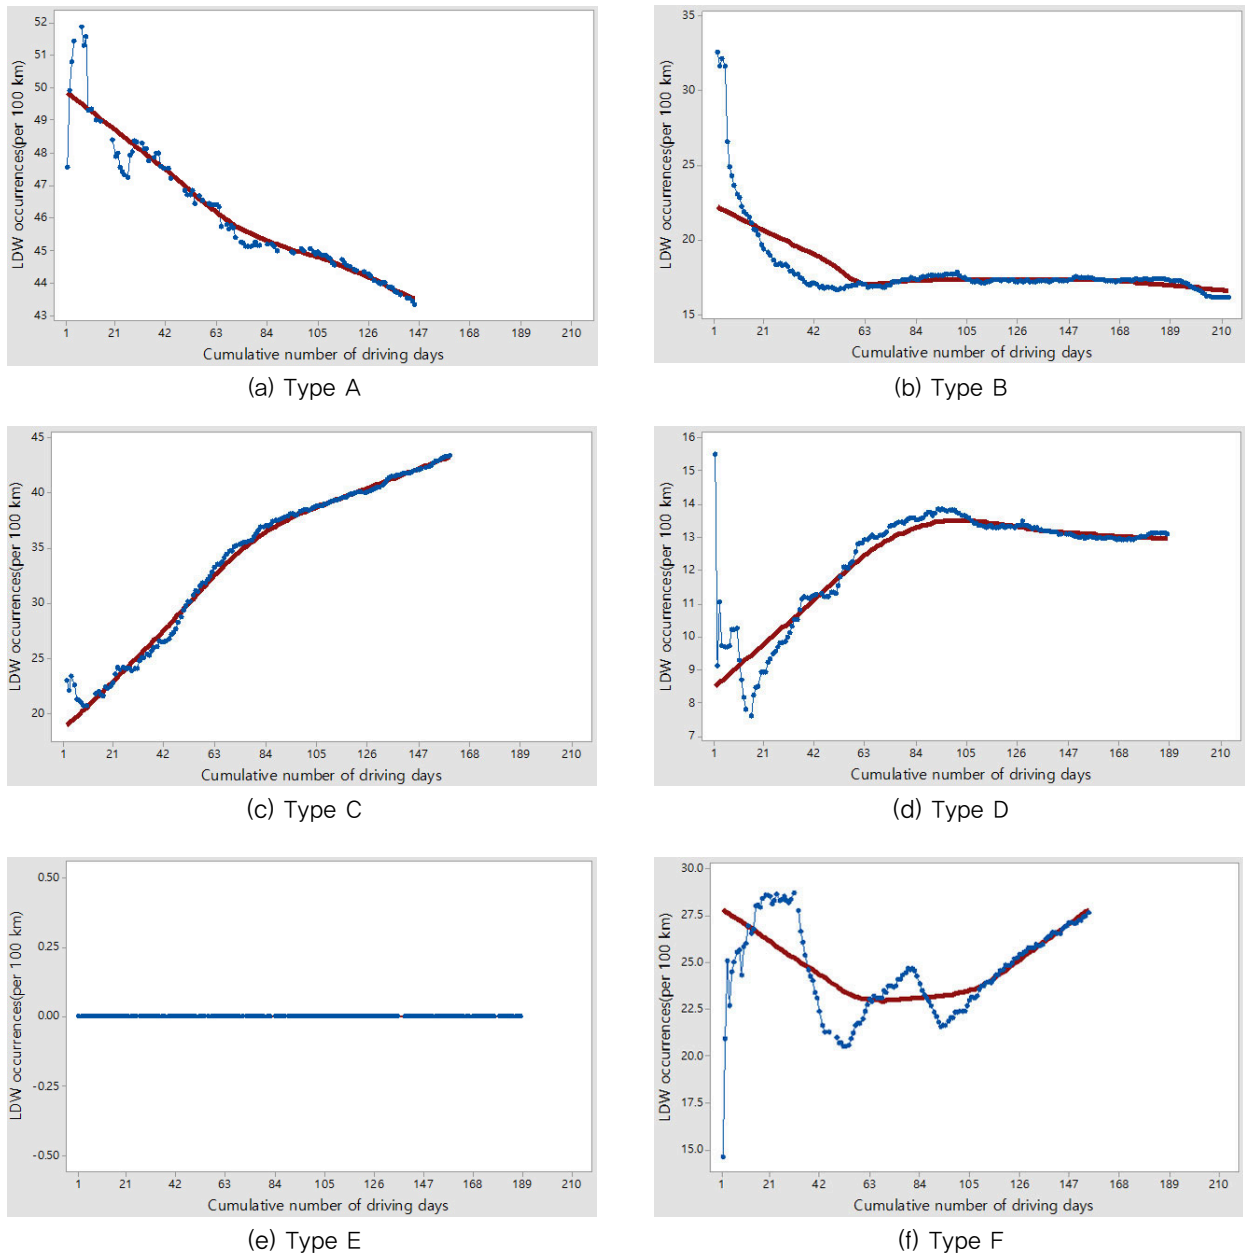 52
51
50
49
48
47
46
45
44
43
LDW occurrences(per 100 km)
1 21 42 63 84 105 126 147 168 189 210
Cumulative number of driving days
(a) Type A
35
30
25
20
15
LDW occurrences(per 100 km)
1 21 42 63 84 105 126 147 168 189 210
Cumulative number of driving days
(b) Type B
45
40
35
30
25
20
LDW occurrences(per 100 km)
1 21 42 63 84 105 126 147 168 189 210
Cumulative number of driving days
(c) Type C
16
15
14
13
12
11
10
9
8
7
LDW occurrences(per 100 km)
1 21 42 63 84 105 126 147 168 189 210
Cumulative number of driving days
(d) Type D
0.50
0.25
0.00
-0.25
-0.50
LDW occurrences(per 100 km)
1 21 42 63 84 105 126 147 168 189 210
Cumulative number of driving days
(e) Type E
30.0
27.5
25.0
22.5
20.0
17.5
15.0
LDW occurrences(per 100 km)
1 21 42 63 84 105 126 147 168 189 210
Cumulative number of driving days
(f) Type F